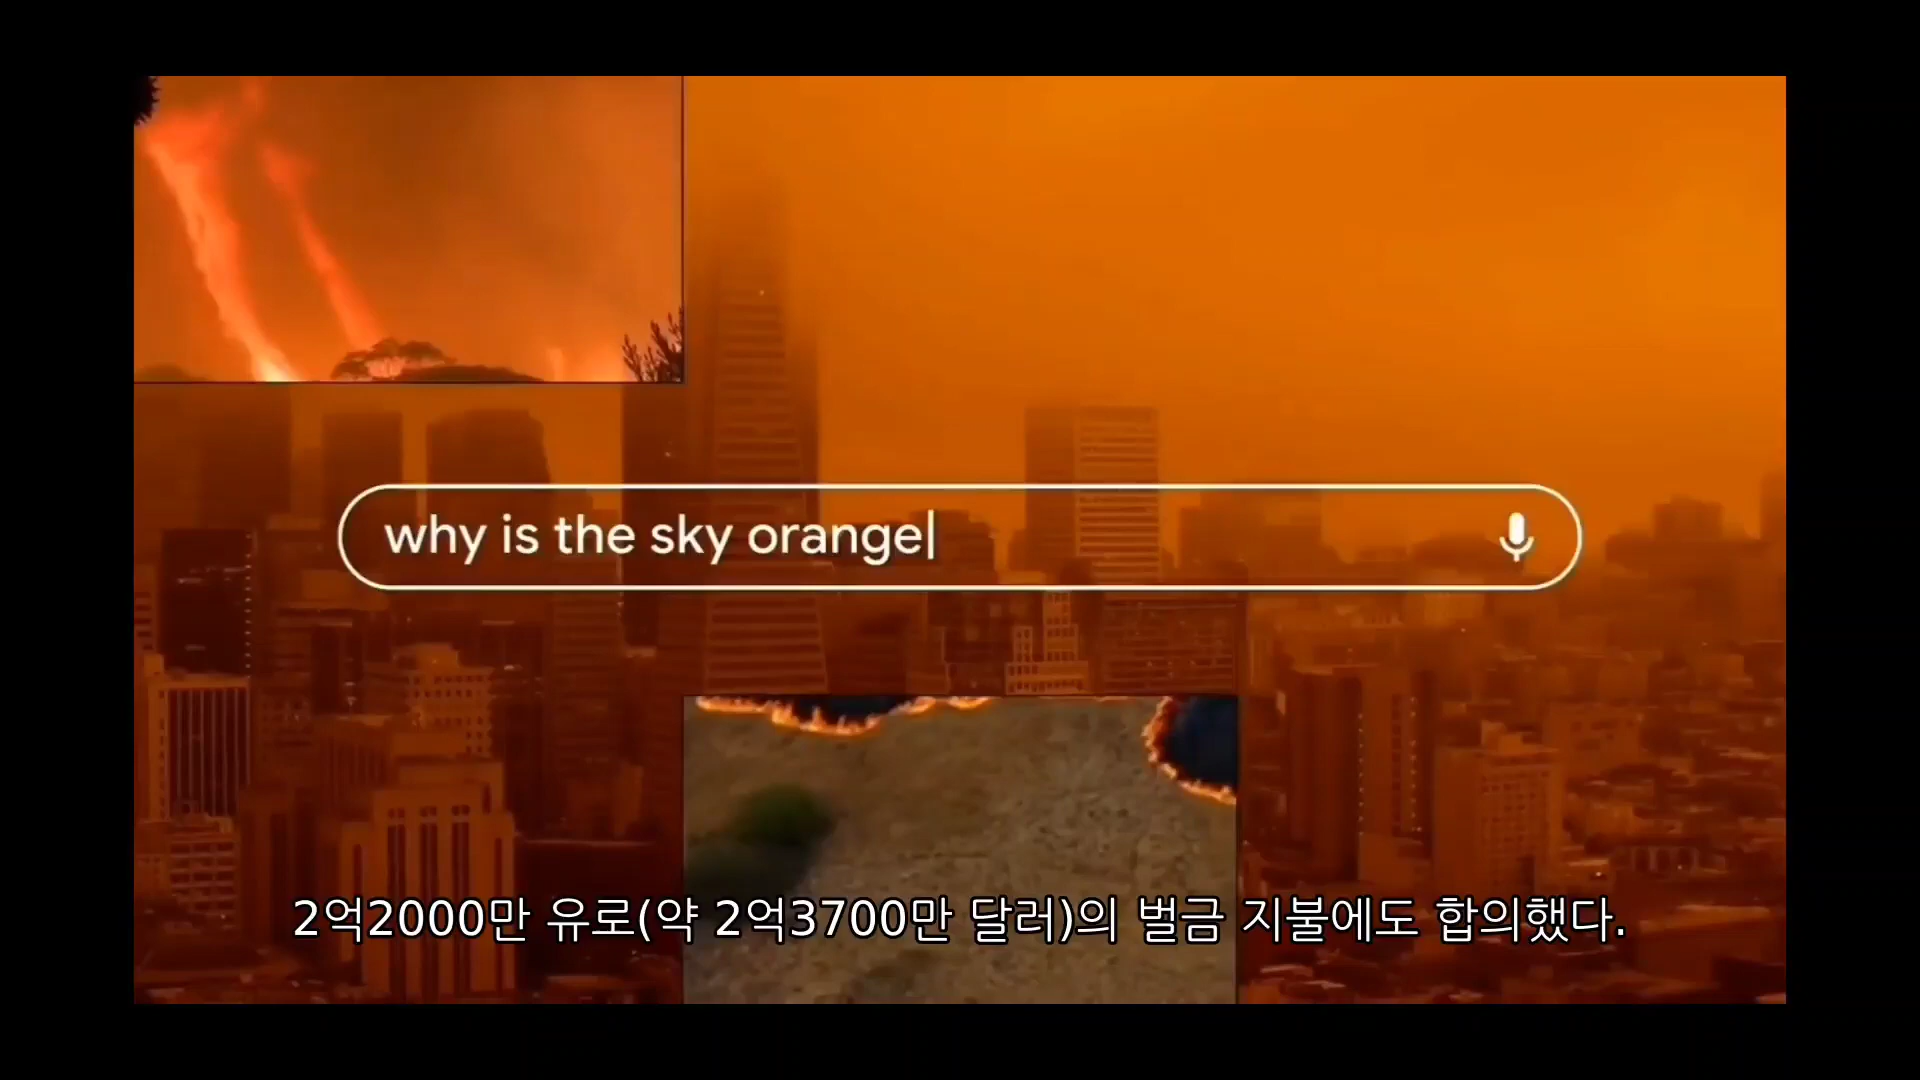 why is the sky orange
2억2000만 유로(약 2억3700만 달러)의 벌금 지불에도 합의했다.